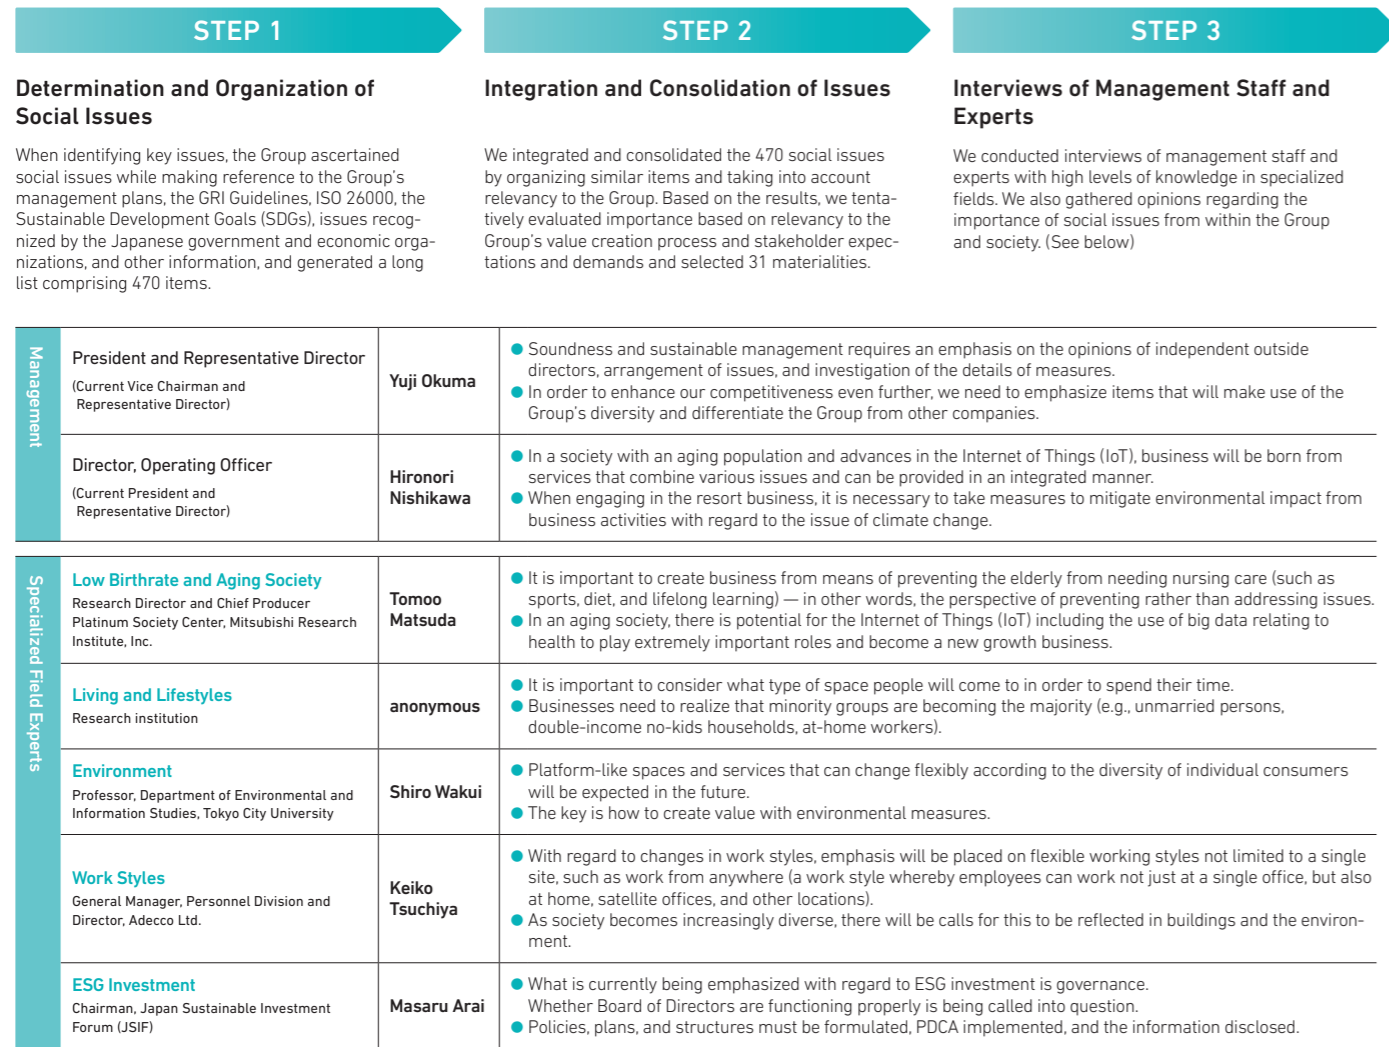 STEP 1
STEP 2
STEP 3
Determination and Organization of
Social Issues
When identifying key issues, the Group ascertained
social issues while making reference to the Group's
management plans, the GRI Guidelines, ISO 26000, the
Sustainable Development Goals (SDGs), issues recog-
nized by the Japanese government and economic orga-
nizations, and other information, and generated a long
list comprising 470 items.
Integration and Consolidation of Issues
We integrated and consolidated the 470 social issues
by organizing similar items and taking into account
relevancy to the Group. Based on the results, we tenta-
tively evaluated importance based on relevancy to the
Group's value creation process and stakeholder expec-
tations and demands and selected 31 materialities.
Interviews of Management Staff and
Experts
We conducted interviews of management staff and
experts with high levels of knowledge in specialized
fields. We also gathered opinions regarding the
importance of social issues from within the Group
and society. (See below)
Management
President and Representative Director
(Current Vice Chairman and
Representative Director)
Yuji Okuma
● Soundness and sustainable management requires an emphasis on the opinions of independent outside
directors, arrangement of issues, and investigation of the details of measures.
● In order to enhance our competitiveness even further, we need to emphasize items that will make use of the
Group's diversity and differentiate the Group from other companies.
Director, Operating Officer
(Current President and
Representative Director)
Hironori
Nishikawa
● In a society with an aging population and advances in the Internet of Things (IoT), business will be born from
services that combine various issues and can be provided in an integrated manner.
● When engaging in the resort business, it is necessary to take measures to mitigate environmental impact from
business activities with regard to the issue of climate change.
Specialized Field Experts
Low Birthrate and Aging Society
Research Director and Chief Producer
Platinum Society Center, Mitsubishi Research
Institute, Inc.
Tomoo
Matsuda
● It is important to create business from means of preventing the elderly from needing nursing care (such as
sports, diet, and lifelong learning) — in other words, the perspective of preventing rather than addressing issues.
● In an aging society, there is potential for the Internet of Things (IoT) including the use of big data relating to
health to play extremely important roles and become a new growth business.
Living and Lifestyles
Research institution
anonymous
● It is important to consider what type of space people will come to in order to spend their time.
● Businesses need to realize that minority groups are becoming the majority (e.g., unmarried persons,
double-income no-kids households, at-home workers).
Environment
Professor, Department of Environmental and
Information Studies, Tokyo City University
Shiro Wakui
● Platform-like spaces and services that can change flexibly according to the diversity of individual consumers
will be expected in the future.
● The key is how to create value with environmental measures.
Work Styles
General Manager, Personnel Division and
Director, Adecco Ltd.
Keiko
Tsuchiya
● With regard to changes in work styles, emphasis will be placed on flexible working styles not limited to a single
site, such as work from anywhere (a work style whereby employees can work not just at a single office, but also
at home, satellite offices, and other locations).
● As society becomes increasingly diverse, there will be calls for this to be reflected in buildings and the environ-
ment.
ESG Investment
Chairman, Japan Sustainable Investment
Forum (JSIF)
Masaru Arai
● What is currently being emphasized with regard to ESG investment is governance.
Whether Board of Directors are functioning properly is being called into question.
● Policies, plans, and structures must be formulated, PDCA implemented, and the information disclosed.